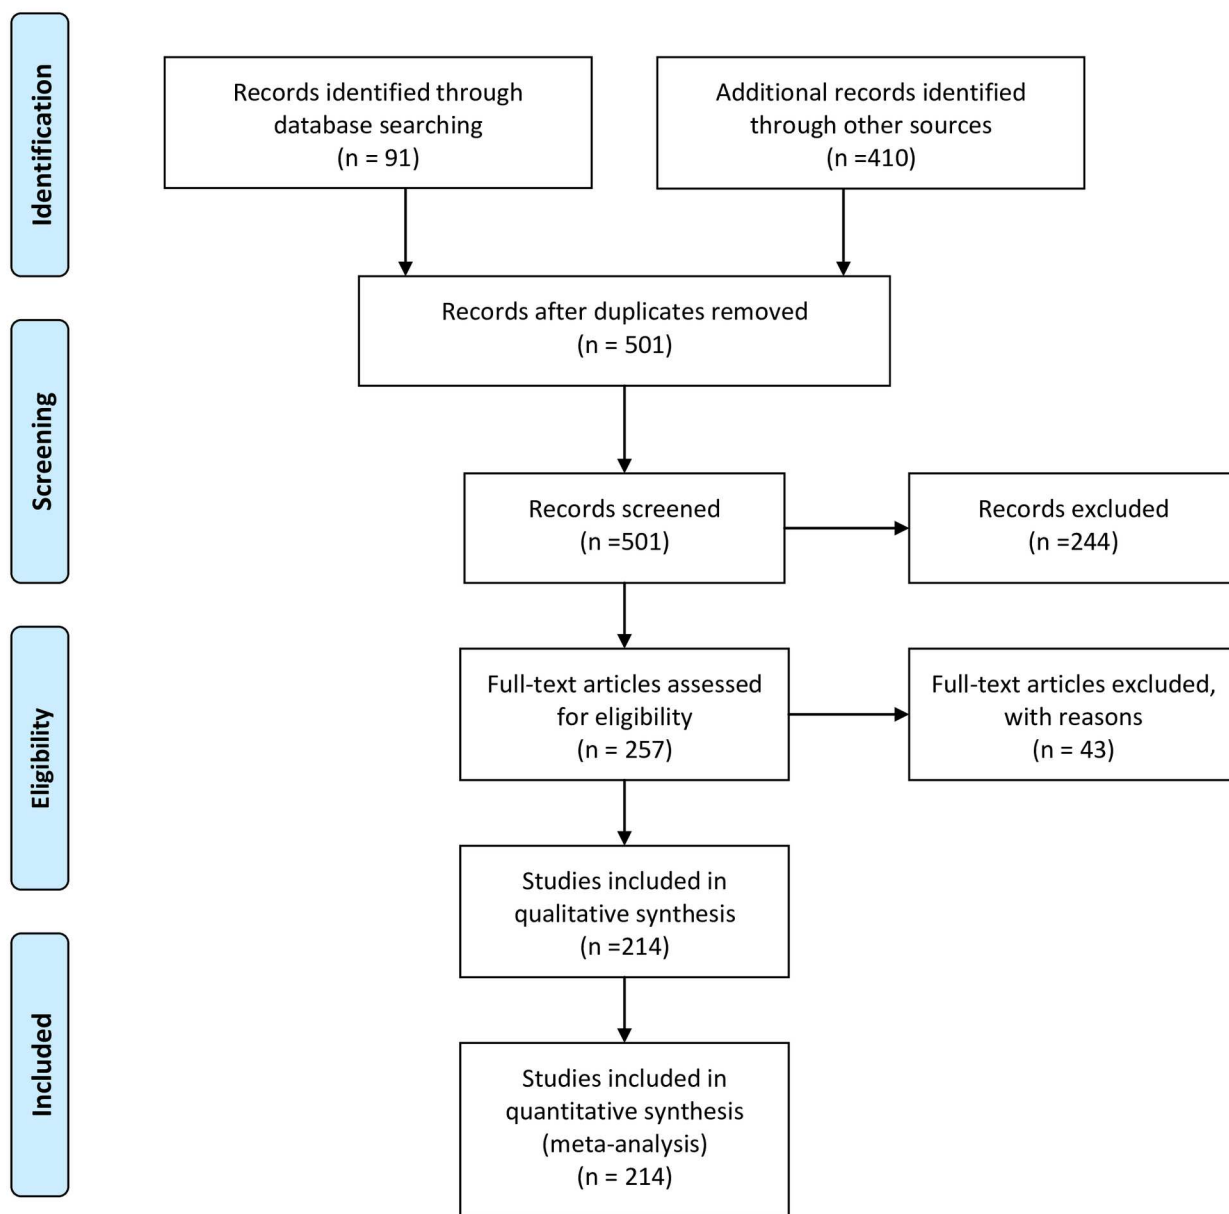 Identification
Records identified through
database searching
(n = 91)
Additional records identified
through other sources
(n =410)
Records after duplicates removed
(n = 501)
Screening
Records screened
(n =501)
Records excluded
(n =244)
Eligibility
Full-text articles assessed
for eligibility
(n = 257)
Full-text articles excluded,
with reasons
(n = 43)
Studies included in
qualitative synthesis
(n =214)
Included
Studies included in
quantitative synthesis
(meta-analysis)
(n = 214)